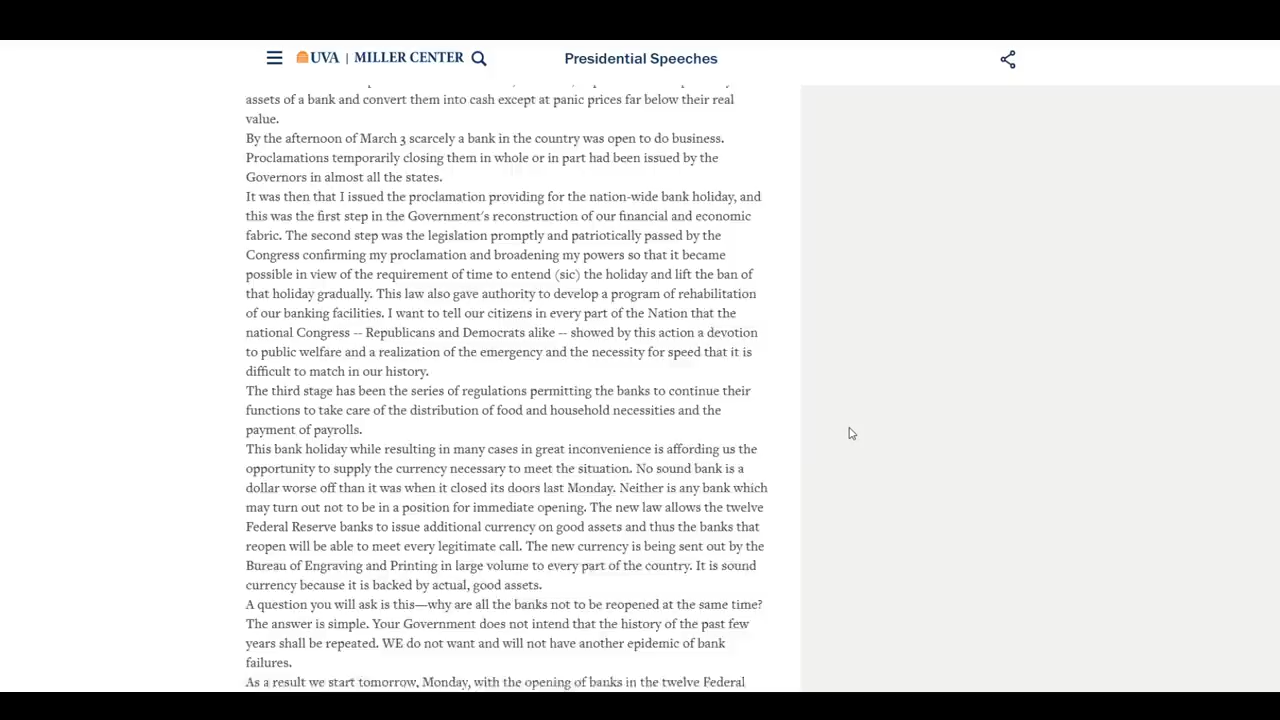 UVA | MILLER CENTER
Presidential Speeches
assets of a bank and convert them into cash except at panic prices far below their real
value.
By the afternoon of March 3 scarcely a bank in the country was open to do business.
Proclamations temporarily closing them in whole or in part had been issued by the
Governors in almost all the states.
It was then that I issued the proclamation providing for the nation-wide bank holiday, and
this was the first step in the Government's reconstruction of our financial and economic
fabric. The second step was the legislation promptly and patriotically passed by the
Congress confirming my proclamation and broadening my powers so that it became
possible in view of the requirement of time to entend (sic) the holiday and lift the ban of
that holiday gradually. This law also gave authority to develop a program of rehabilitation
of our banking facilities. I want to tell our citizens in every part of the Nation that the
national Congress -- Republicans and Democrats alike -- showed by this action a devotion
to public welfare and a realization of the emergency and the necessity for speed that it is
difficult to match in our history.
The third stage has been the series of regulations permitting the banks to continue their
functions to take care of the distribution of food and household necessities and the
payment of payrolls.
This bank holiday while resulting in many cases in great inconvenience is affording us the
opportunity to supply the currency necessary to meet the situation. No sound bank is a
dollar worse off than it was when it closed its doors last Monday. Neither is any bank which
may turn out not to be in a position for immediate opening. The new law allows the twelve
Federal Reserve banks to issue additional currency on good assets and thus the banks that
reopen will be able to meet every legitimate call. The new currency is being sent out by the
Bureau of Engraving and Printing in large volume to every part of the country. It is sound
currency because it is backed by actual, good assets.
A question you will ask is this—why are all the banks not to be reopened at the same time?
The answer is simple. Your Government does not intend that the history of the past few
years shall be repeated. WE do not want and will not have another epidemic of bank
failures.
As a result we start tomorrow, Monday, with the opening of banks in the twelve Federal